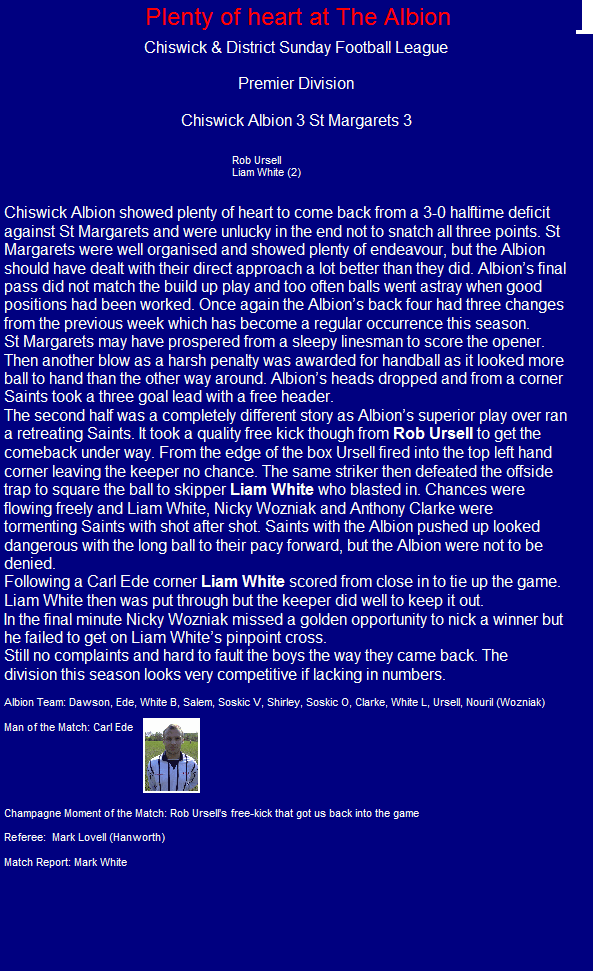 Plenty of heart at The Albion
Chiswick & District Sunday Football League
Premier Division
Chiswick Albion 3 St Margarets 3
Rob Ursell
Liam White (2)
Chiswick Albion showed plenty of heart to come back from a 3-0 halftime deficit
against St Margarets and were unlucky in the end not to snatch all three points. St
Margarets were well organised and showed plenty of endeavour, but the Albion
should have dealt with their direct approach a lot better than they did. Albion's final
pass did not match the build up play and too often balls went astray when good
positions had been worked. Once again the Albion's back four had three changes
from the previous week which has become a regular occurrence this season.
St Margarets may have prospered from a sleepy linesman to score the opener.
Then another blow as a harsh penalty was awarded for handball as it looked more
ball to hand than the other way around. Albion's heads dropped and from a corner
Saints took a three goal lead with a free header.
The second half was a completely different story as Albion's superior play over ran
a retreating Saints. It took a quality free kick though from Rob Ursell to get the
comeback under way. From the edge of the box Ursell fired into the top left hand
corner leaving the keeper no chance. The same striker then defeated the offside
trap to square the ball to skipper Liam White who blasted in. Chances were
flowing freely and Liam White, Nicky Wozniak and Anthony Clarke were
tormenting Saints with shot after shot. Saints with the Albion pushed up looked
dangerous with the long ball to their pacy forward, but the Albion were not to be
denied.
Following a Carl Ede corner Liam White scored from close in to tie up the game.
Liam White then was put through but the keeper did well to keep it out.
In the final minute Nicky Wozniak missed a golden opportunity to nick a winner but
he failed to get on Liam White's pinpoint cross.
Still no complaints and hard to fault the boys the way they came back. The
division this season looks very competitive if lacking in numbers.
Albion Team: Dawson, Ede, White B, Salem, Soskic V, Shirley, Soskic O, Clarke, White L, Ursell, Nouril (Wozniak)
Man of the Match: Carl Ede
Champagne Moment of the Match: Rob Ursell's free-kick that got us back into the game
Referee:  Mark Lovell (Hanworth)
Match Report: Mark White